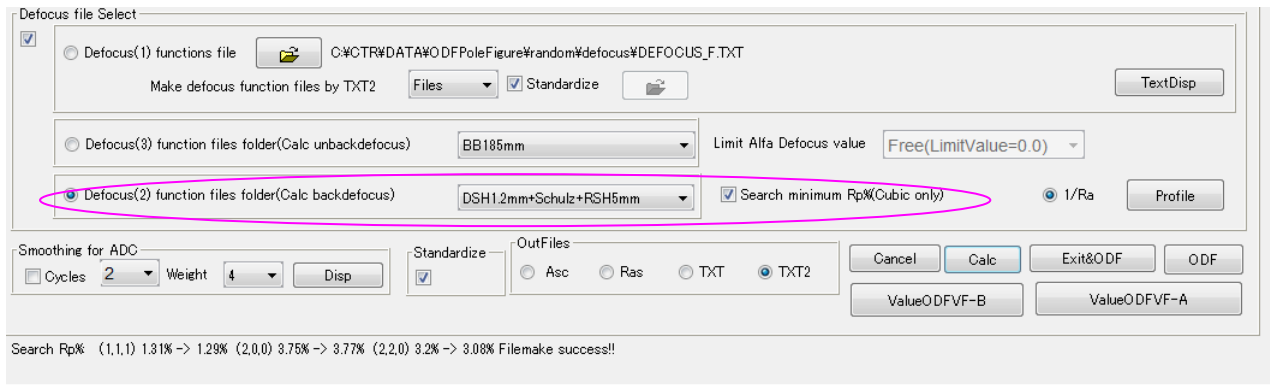 Defocus file Select
Defocus(1) functions file C:¥CTR¥DATA¥ODFPoleFigure¥random¥defocus¥DEFOCUS_F.TXT
Make defocus function files by TXT2 Files Standardize TextDisp
Defocus(3) function files folder(Calc unbackdefocus) BB185mm Limit Alfa Defocus value Free(LimitValue=0.0)
Defocus(2) function files folder(Calc backdefocus) DSH1.2mm+Schulz+RSH5mm Search minimum Rp%(Cubic only) 1/Ra Profile
Smoothing for ADC Standardize OutFiles
Cycles 2 Weight 4 Disp Asc Ras TXT TXT2 Cancel Calc Exit&ODF ODF
ValueODFVF-B ValueODFVF-A
Search Rp% (1,1,1) 1.31% -> 1.29% (2,0,0) 3.75% -> 3.77% (2,2,0) 3.2% -> 3.08% Filemake success!!